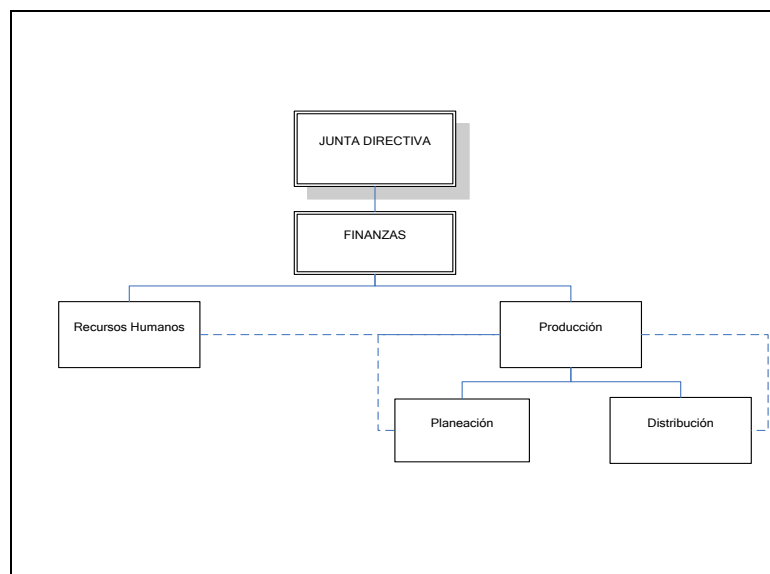 JUNTA DIRECTIVA
FINANZAS
Recursos Humanos
Producción
Planeación
Distribución